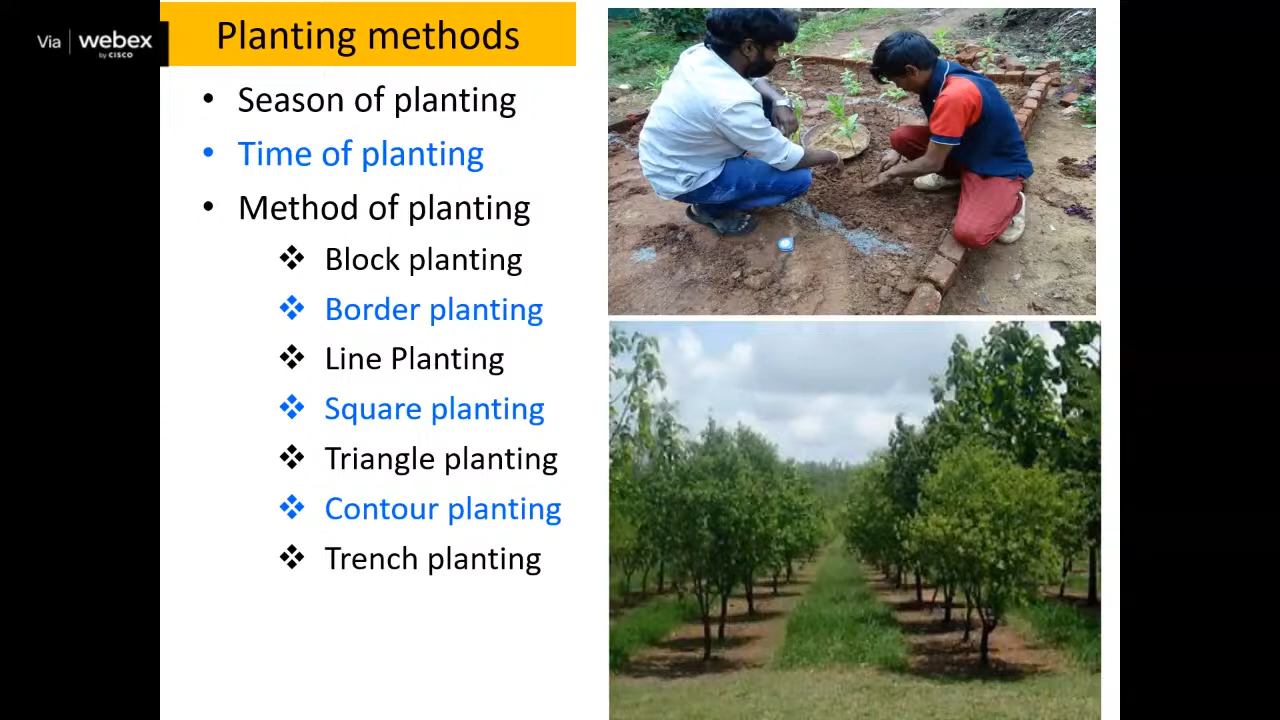 Via webex
by CISCO
Planting methods
• Season of planting
• Time of planting
• Method of planting
❖ Block planting
❖ Border planting
❖ Line Planting
❖ Square planting
❖ Triangle planting
❖ Contour planting
❖ Trench planting